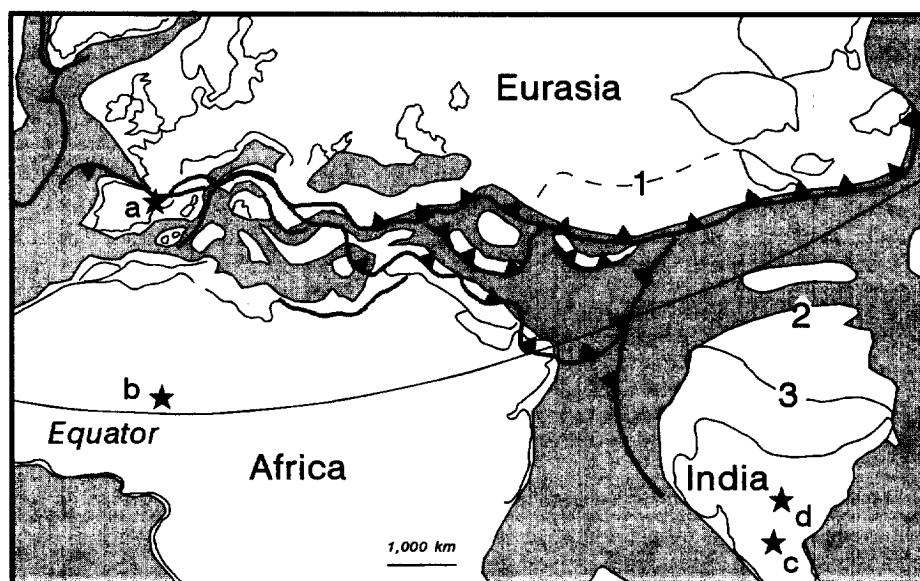 Eurasia
1
a
2
b
3
Equator
Africa
India
d
1,000 km
c